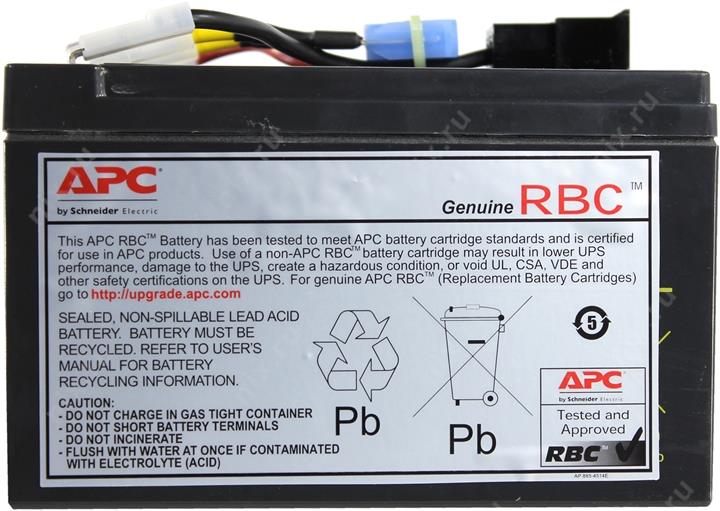 APC
by Schneider Electric
Genuine RBC™
This APC RBC™ Battery has been tested to meet APC battery cartridge standards and is certified
for use in APC products. Use of a non-APC RBC™ battery cartridge may result in lower UPS
performance, damage to the UPS, create a hazardous condition, or void UL, CSA, VDE and
other safety certifications on the UPS. For genuine APC RBC™ (Replacement Battery Cartridges)
go to http://upgrade.apc.com
SEALED, NON-SPILLABLE LEAD ACID
BATTERY. BATTERY MUST BE
RECYCLED. REFER TO USER'S
MANUAL FOR BATTERY
RECYCLING INFORMATION.
CAUTION:
- DO NOT CHARGE IN GAS TIGHT CONTAINER
- DO NOT SHORT BATTERY TERMINALS
- DO NOT INCINERATE
- FLUSH WITH WATER AT ONCE IF CONTAMINATED
WITH ELECTROLYTE (ACID)
Pb
Pb
5
APC
by Schneider Electric
Tested and
Approved
RBC™
AP 865-4514E